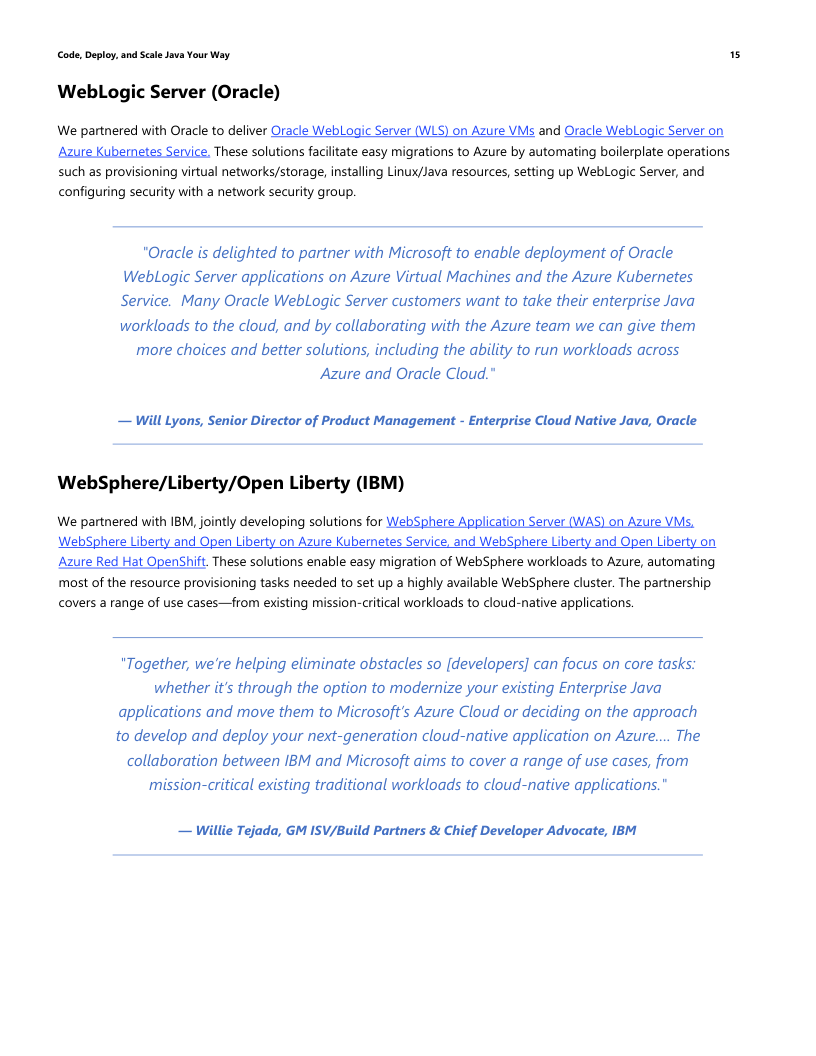 Code, Deploy, and Scale Java Your Way 15
WebLogic Server (Oracle)
We partnered with Oracle to deliver Oracle WebLogic Server (WLS) on Azure VMs and Oracle WebLogic Server on
Azure Kubernetes Service. These solutions facilitate easy migrations to Azure by automating boilerplate operations
such as provisioning virtual networks/storage, installing Linux/Java resources, setting up WebLogic Server, and
configuring security with a network security group.
"Oracle is delighted to partner with Microsoft to enable deployment of Oracle
WebLogic Server applications on Azure Virtual Machines and the Azure Kubernetes
Service.  Many Oracle WebLogic Server customers want to take their enterprise Java
workloads to the cloud, and by collaborating with the Azure team we can give them
more choices and better solutions, including the ability to run workloads across
Azure and Oracle Cloud."
— Will Lyons, Senior Director of Product Management - Enterprise Cloud Native Java, Oracle
WebSphere/Liberty/Open Liberty (IBM)
We partnered with IBM, jointly developing solutions for WebSphere Application Server (WAS) on Azure VMs,
WebSphere Liberty and Open Liberty on Azure Kubernetes Service, and WebSphere Liberty and Open Liberty on
Azure Red Hat OpenShift. These solutions enable easy migration of WebSphere workloads to Azure, automating
most of the resource provisioning tasks needed to set up a highly available WebSphere cluster. The partnership
covers a range of use cases—from existing mission-critical workloads to cloud-native applications.
"Together, we’re helping eliminate obstacles so [developers] can focus on core tasks:
whether it’s through the option to modernize your existing Enterprise Java
applications and move them to Microsoft’s Azure Cloud or deciding on the approach
to develop and deploy your next-generation cloud-native application on Azure…. The
collaboration between IBM and Microsoft aims to cover a range of use cases, from
mission-critical existing traditional workloads to cloud-native applications."
— Willie Tejada, GM ISV/Build Partners & Chief Developer Advocate, IBM